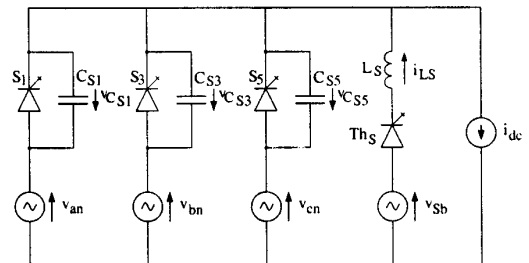 S1
CS1
vCS1
S3
CS3
vCS3
S5
CS5
vCS5
LS
iLS
ThS
idc
van
vbn
vcn
vSb